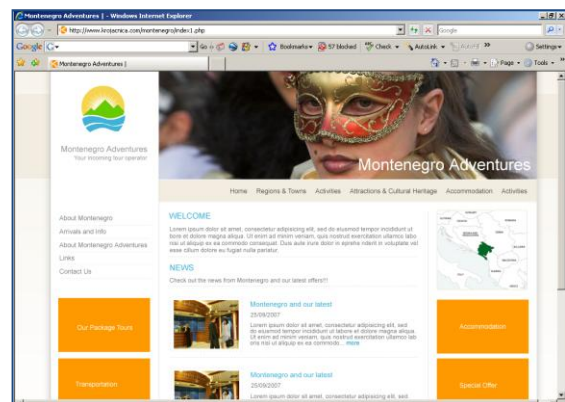 Montenegro Adventures | - Windows Internet Explorer
http://www.krojacnica.com/montenegro/index1.php
Google
Google G Go Bookmarks 57 blocked Check AutoLink AutoFill Settings
Montenegro Adventures |
Page Tools
Montenegro Adventures
Your incoming tour operator
Montenegro Adventures
Home Regions & Towns Activities Attractions & Cultural Heritage Accommodation Activities
About Montenegro
Arrivals and info
About Montenegro Adventures
Links
Contact Us
Our Package Tours
Transportation
WELCOME
Lorem ipsum dolor sit amet, consectetur adipisicing elit, sed do eiusmod tempor incididunt ut
bore et dolore magna aliqua. Ut enim ad minim veniam, quis nostrud exercitation ullamco labo
nisi ut aliquip ex ea commodo consequat. Duis aute irure dolor in
in voluptate vel
esse cillum dolore eu fugiat nulla pariatur.
NEWS
Check out the news from Montenegro and our latest offers!!!
Montenegro and our latest
25/09/2007
Lorem ipsum dolor sit amet, consectetur adipisicing elit, sed
do eiusmod tempor incididunt ut labore et dolore magna
aliqua. Ut enim ad minim veniam, quis nostrud exercitation ullamco lab
oris nisi ut aliquip ex ea commodo... more
Montenegro and our latest
25/09/2007
Lorem ipsum dolor sit amet, consectetur adipisicing elit, sed
Accommodation
Special Offer